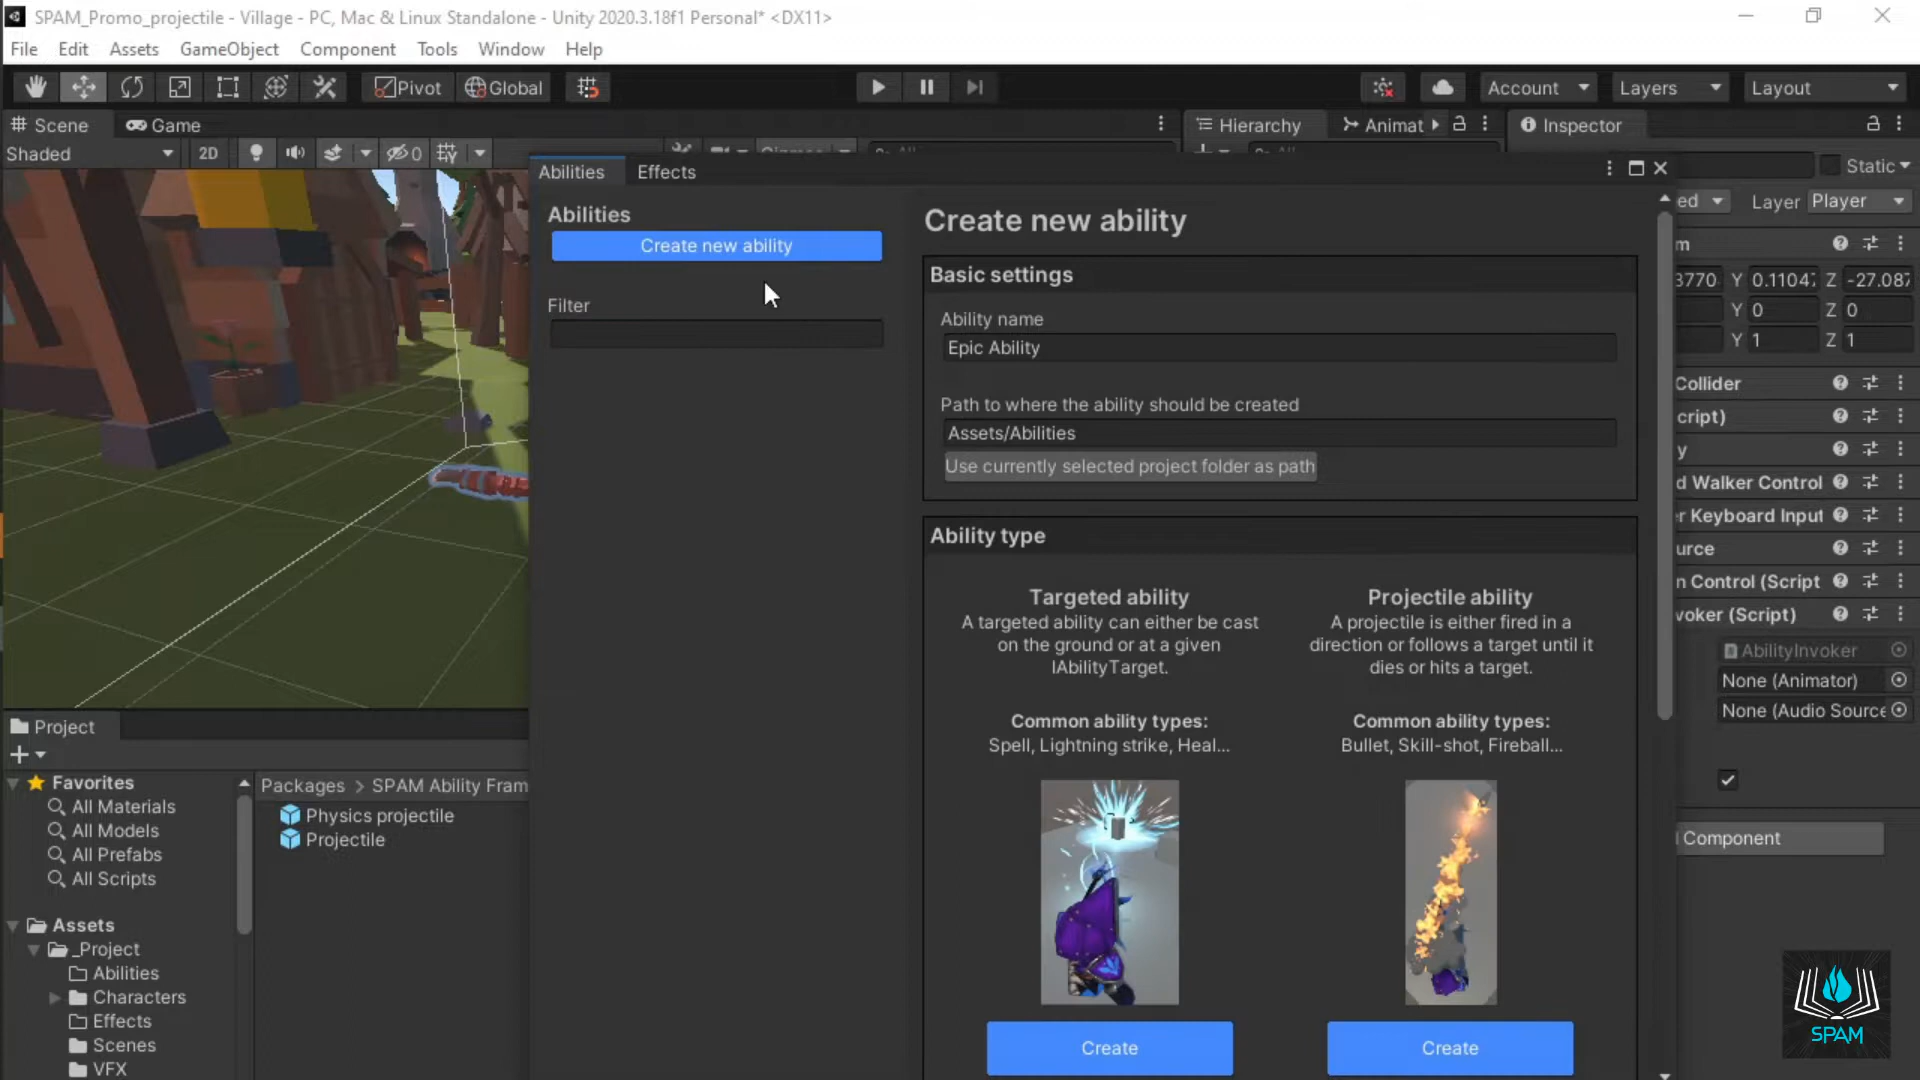 SPAM_Promo_projectile - Village - PC, Mac & Linux Standalone - Unity 2020.3.18f1 Personal* <DX11>
File Edit Assets GameObject Component Tools Window Help
Pivot Global Account Layers Layout
Scene Game Hierarchy Animat Inspector
Shaded 2D 0 Gizmos All All
Static
ed Layer Player
Abilities Effects
Abilities
Create new ability
Filter
Create new ability
Basic settings
Ability name
Epic Ability
Path to where the ability should be created
Assets/Abilities
Use currently selected project folder as path
Ability type
Targeted ability
A targeted ability can either be cast
on the ground or at a given
IAbilityTarget.
Common ability types:
Spell, Lightning strike, Heal...
Create
Projectile ability
A projectile is either fired in a
direction or follows a target until it
dies or hits a target.
Common ability types:
Bullet, Skill-shot, Fireball...
Create
m
3770 Y 0.1104 Z -27.087
Y 0 Z 0
Y 1 Z 1
Collider
cript)
y
d Walker Control
r Keyboard Input
ource
n Control (Script
voker (Script)
AbilityInvoker
None (Animator)
None (Audio Source
Component
Project
Favorites
All Materials
All Models
All Prefabs
All Scripts
Assets
_Project
Abilities
Characters
Effects
Scenes
VFX
Packages > SPAM Ability Fram
Physics projectile
Projectile
SPAM